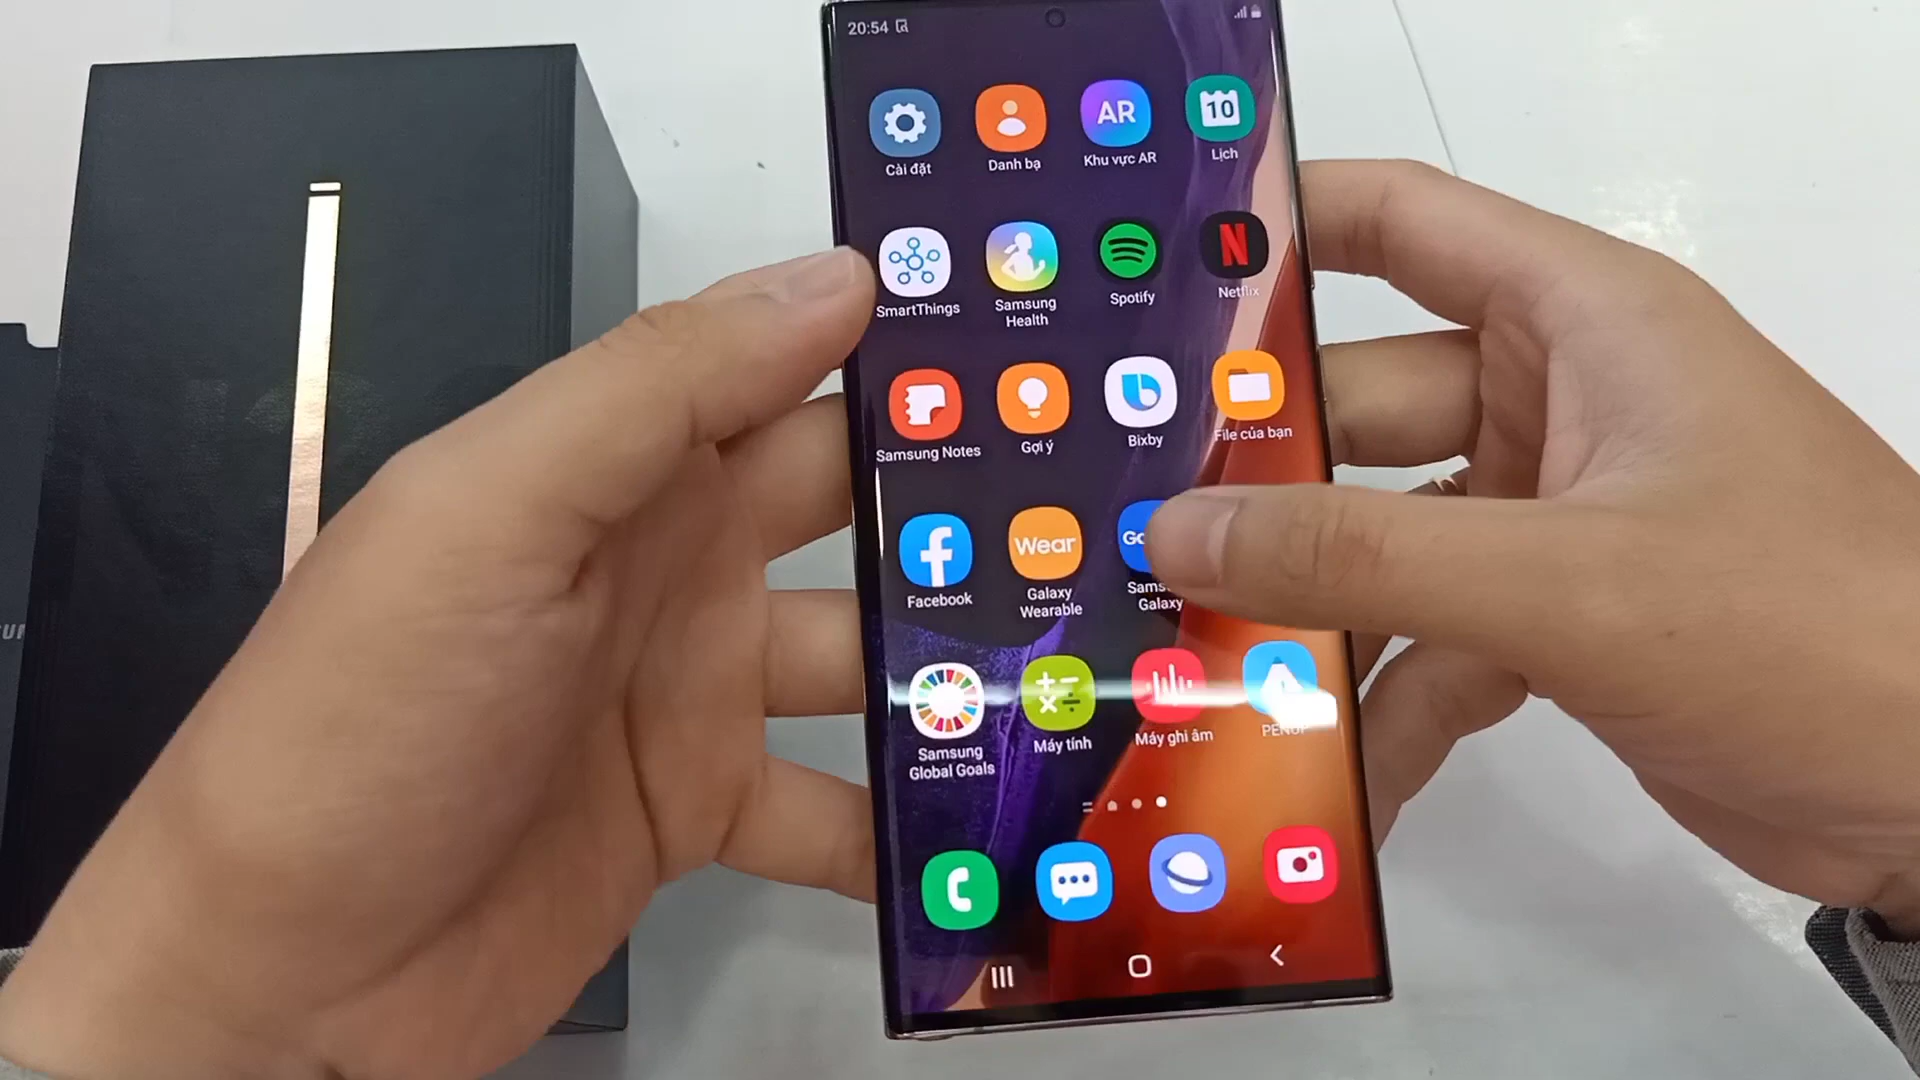 20:54
Cài đặt
Danh bạ
AR
Khu vực AR
10
Lịch
SmartThings
Samsung
Health
Spotify
N
Netflix
Samsung Notes
Gợi ý
Bixby
File của bạn
Facebook
Wear
Galaxy
Wearable
Galaxy
Samsung
Global Goals
Máy tính
Máy ghi âm
PENUP